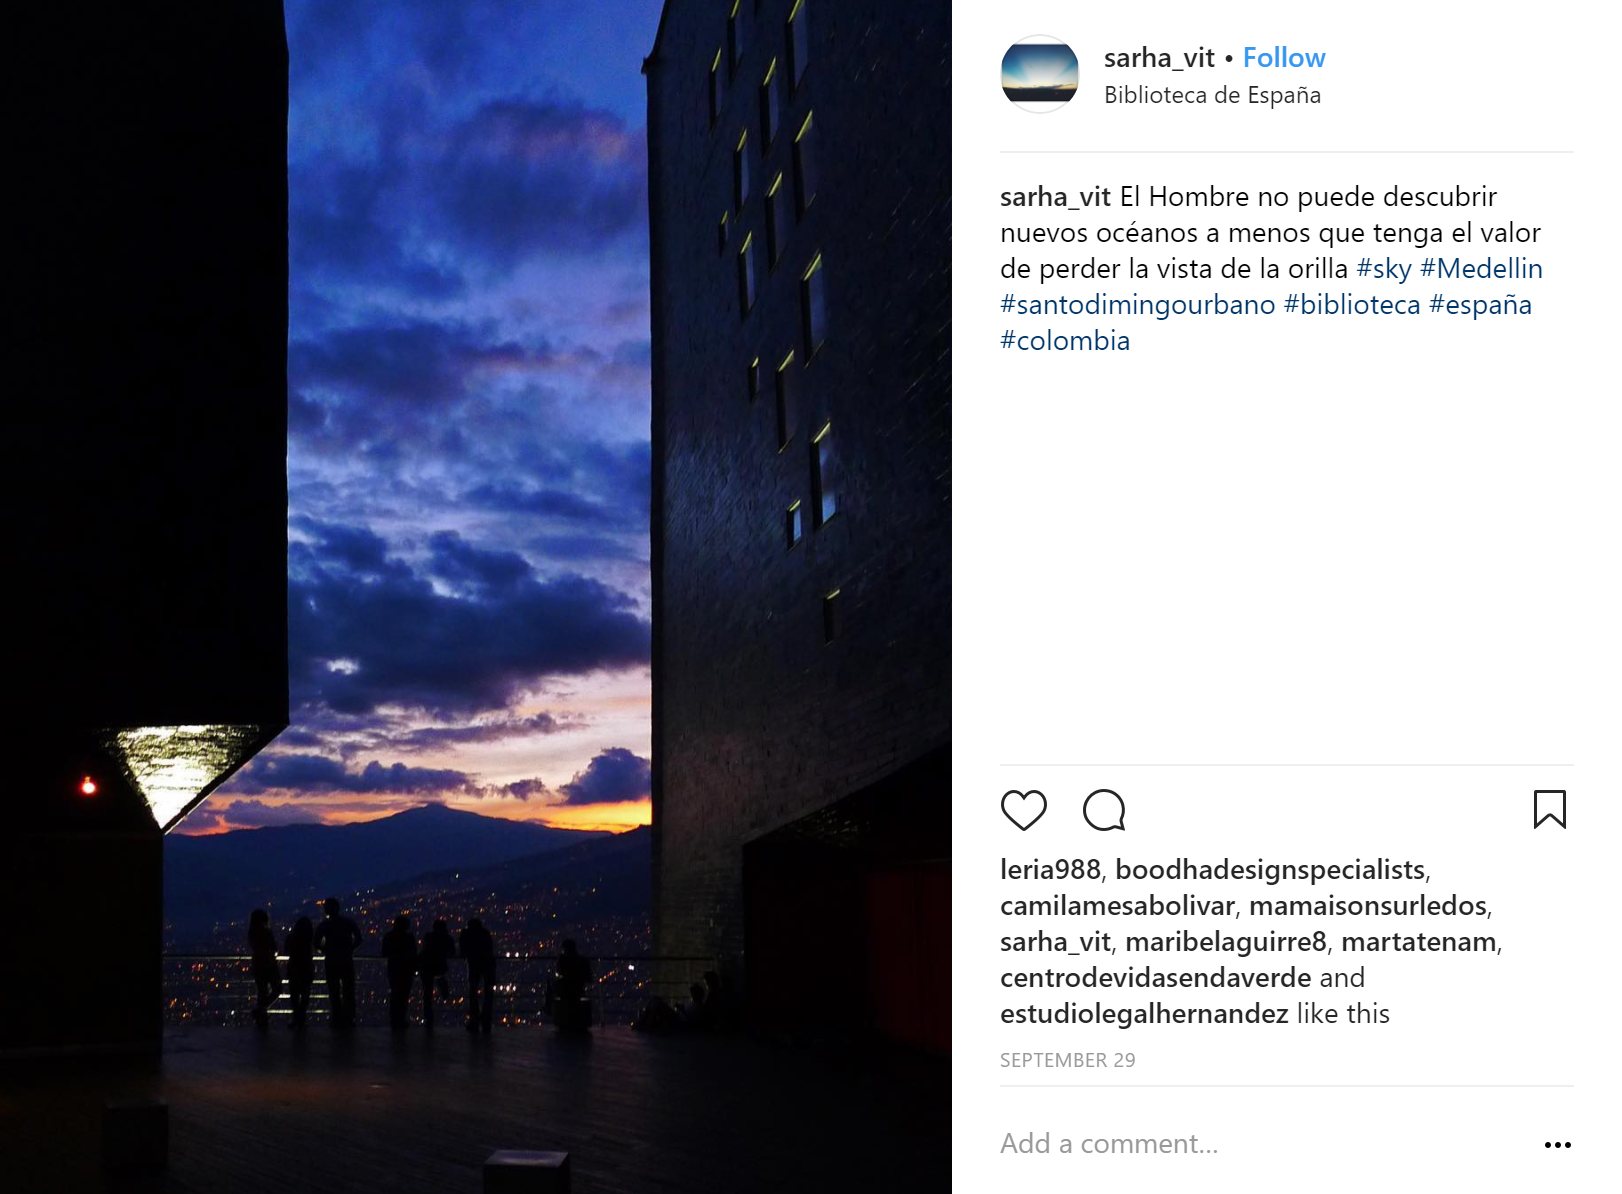 sarha_vit • Follow
Biblioteca de España
sarha_vit El Hombre no puede descubrir
nuevos océanos a menos que tenga el valor
de perder la vista de la orilla #sky #Medellin
#santodimingourbano #biblioteca #españa
#colombia
leria988, boodhadesignspecialists,
camilamesabolivar, mamaisonsurledos,
sarha_vit, maribelaguirre8, martatenam,
centrodevidasendaverde and
estudiolegalhernandez like this
SEPTEMBER 29
Add a comment...